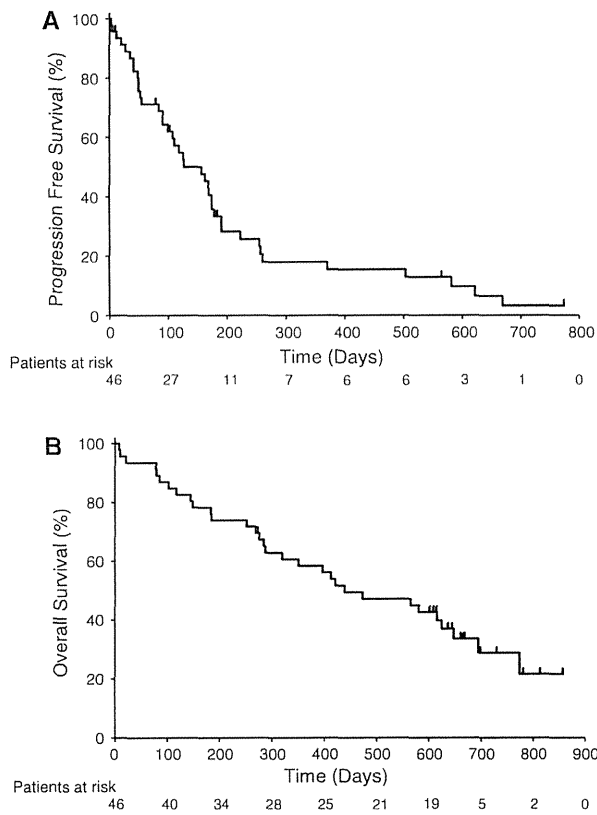 A
Progression Free Survival (%)
100
80
60
40
20
0
0 100 200 300 400 500 600 700 800
Time (Days)
Patients at risk
46 27 11 7 6 6 3 1 0
B
Overall Survival (%)
100
80
60
40
20
0
0 100 200 300 400 500 600 700 800 900
Time (Days)
Patients at risk
46 40 34 28 25 21 19 5 2 0